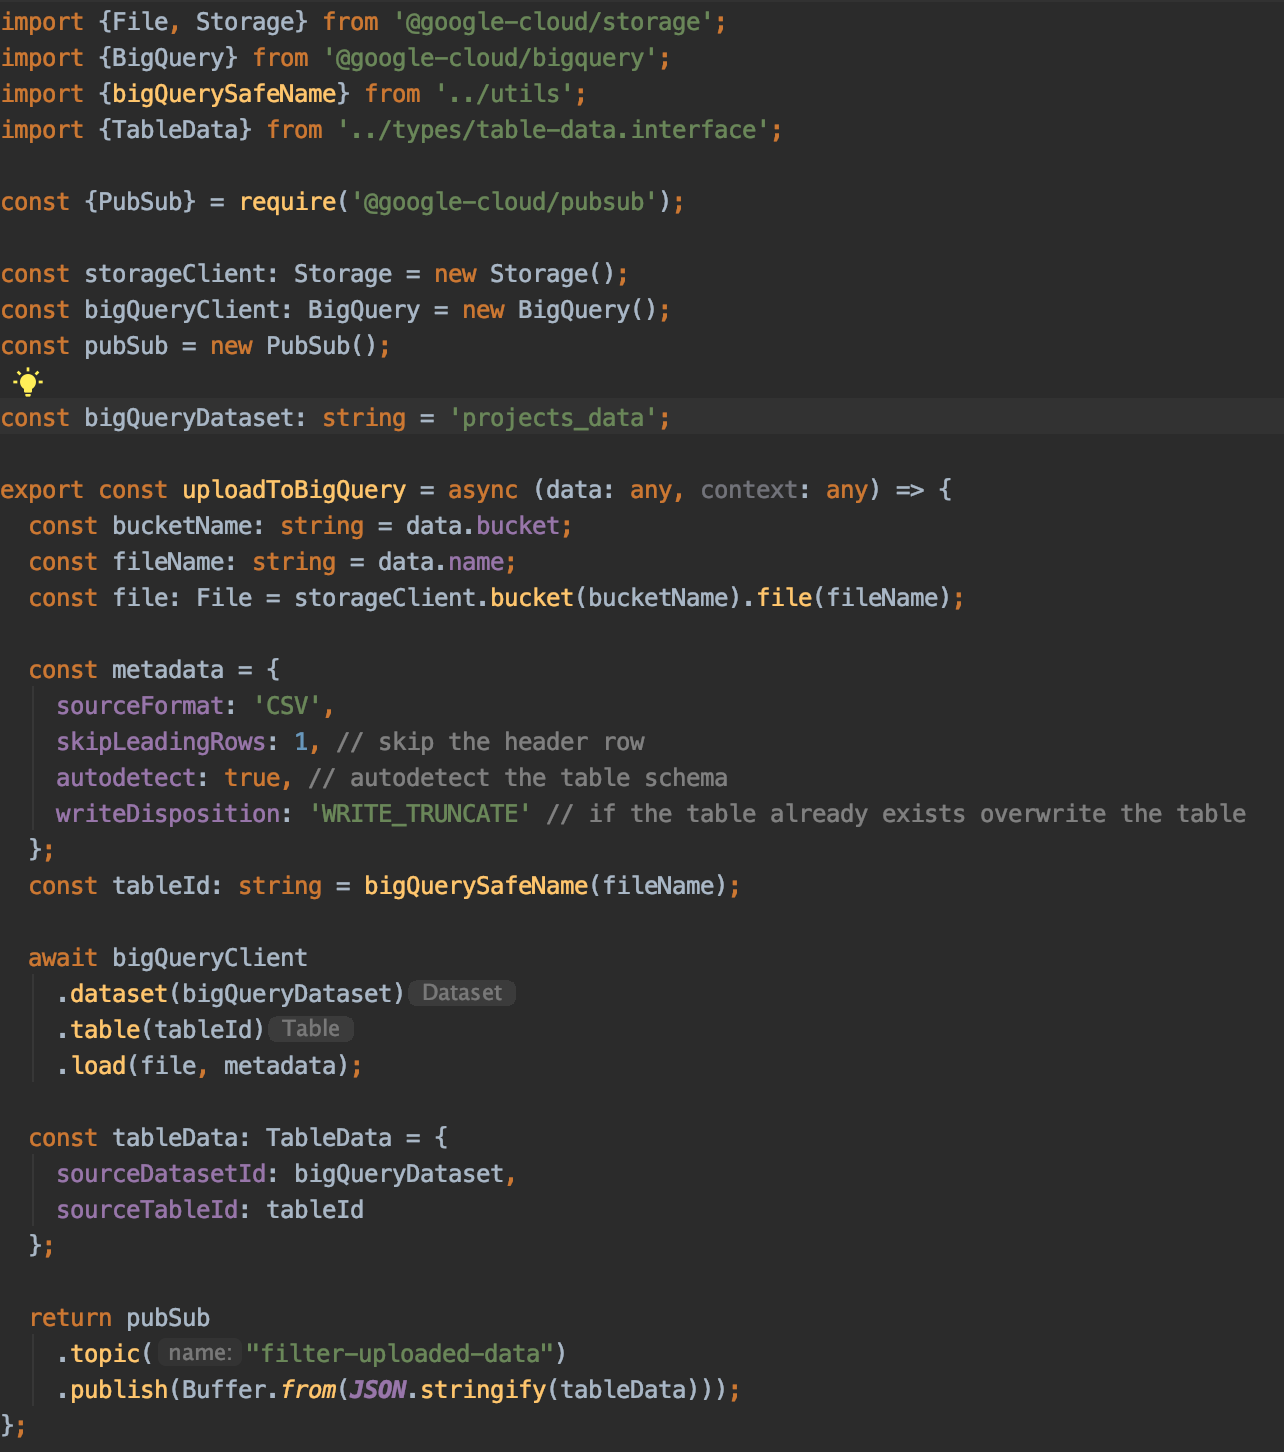 import {File, Storage} from '@google-cloud/storage';
import {BigQuery} from '@google-cloud/bigquery';
import {bigQuerySafeName} from '../utils';
import {TableData} from '../types/table-data.interface';

const {PubSub} = require('@google-cloud/pubsub');

const storageClient: Storage = new Storage();
const bigQueryClient: BigQuery = new BigQuery();
const pubSub = new PubSub();

const bigQueryDataset: string = 'projects_data';

export const uploadToBigQuery = async (data: any, context: any) => {
  const bucketName: string = data.bucket;
  const fileName: string = data.name;
  const file: File = storageClient.bucket(bucketName).file(fileName);

  const metadata = {
    sourceFormat: 'CSV',
    skipLeadingRows: 1, // skip the header row
    autodetect: true, // autodetect the table schema
    writeDisposition: 'WRITE_TRUNCATE' // if the table already exists overwrite the table
  };
  const tableId: string = bigQuerySafeName(fileName);

  await bigQueryClient
    .dataset(bigQueryDataset) Dataset
    .table(tableId) Table
    .load(file, metadata);

  const tableData: TableData = {
    sourceDatasetId: bigQueryDataset,
    sourceTableId: tableId
  };

  return pubSub
    .topic( name: "filter-uploaded-data")
    .publish(Buffer.from(JSON.stringify(tableData)));
};